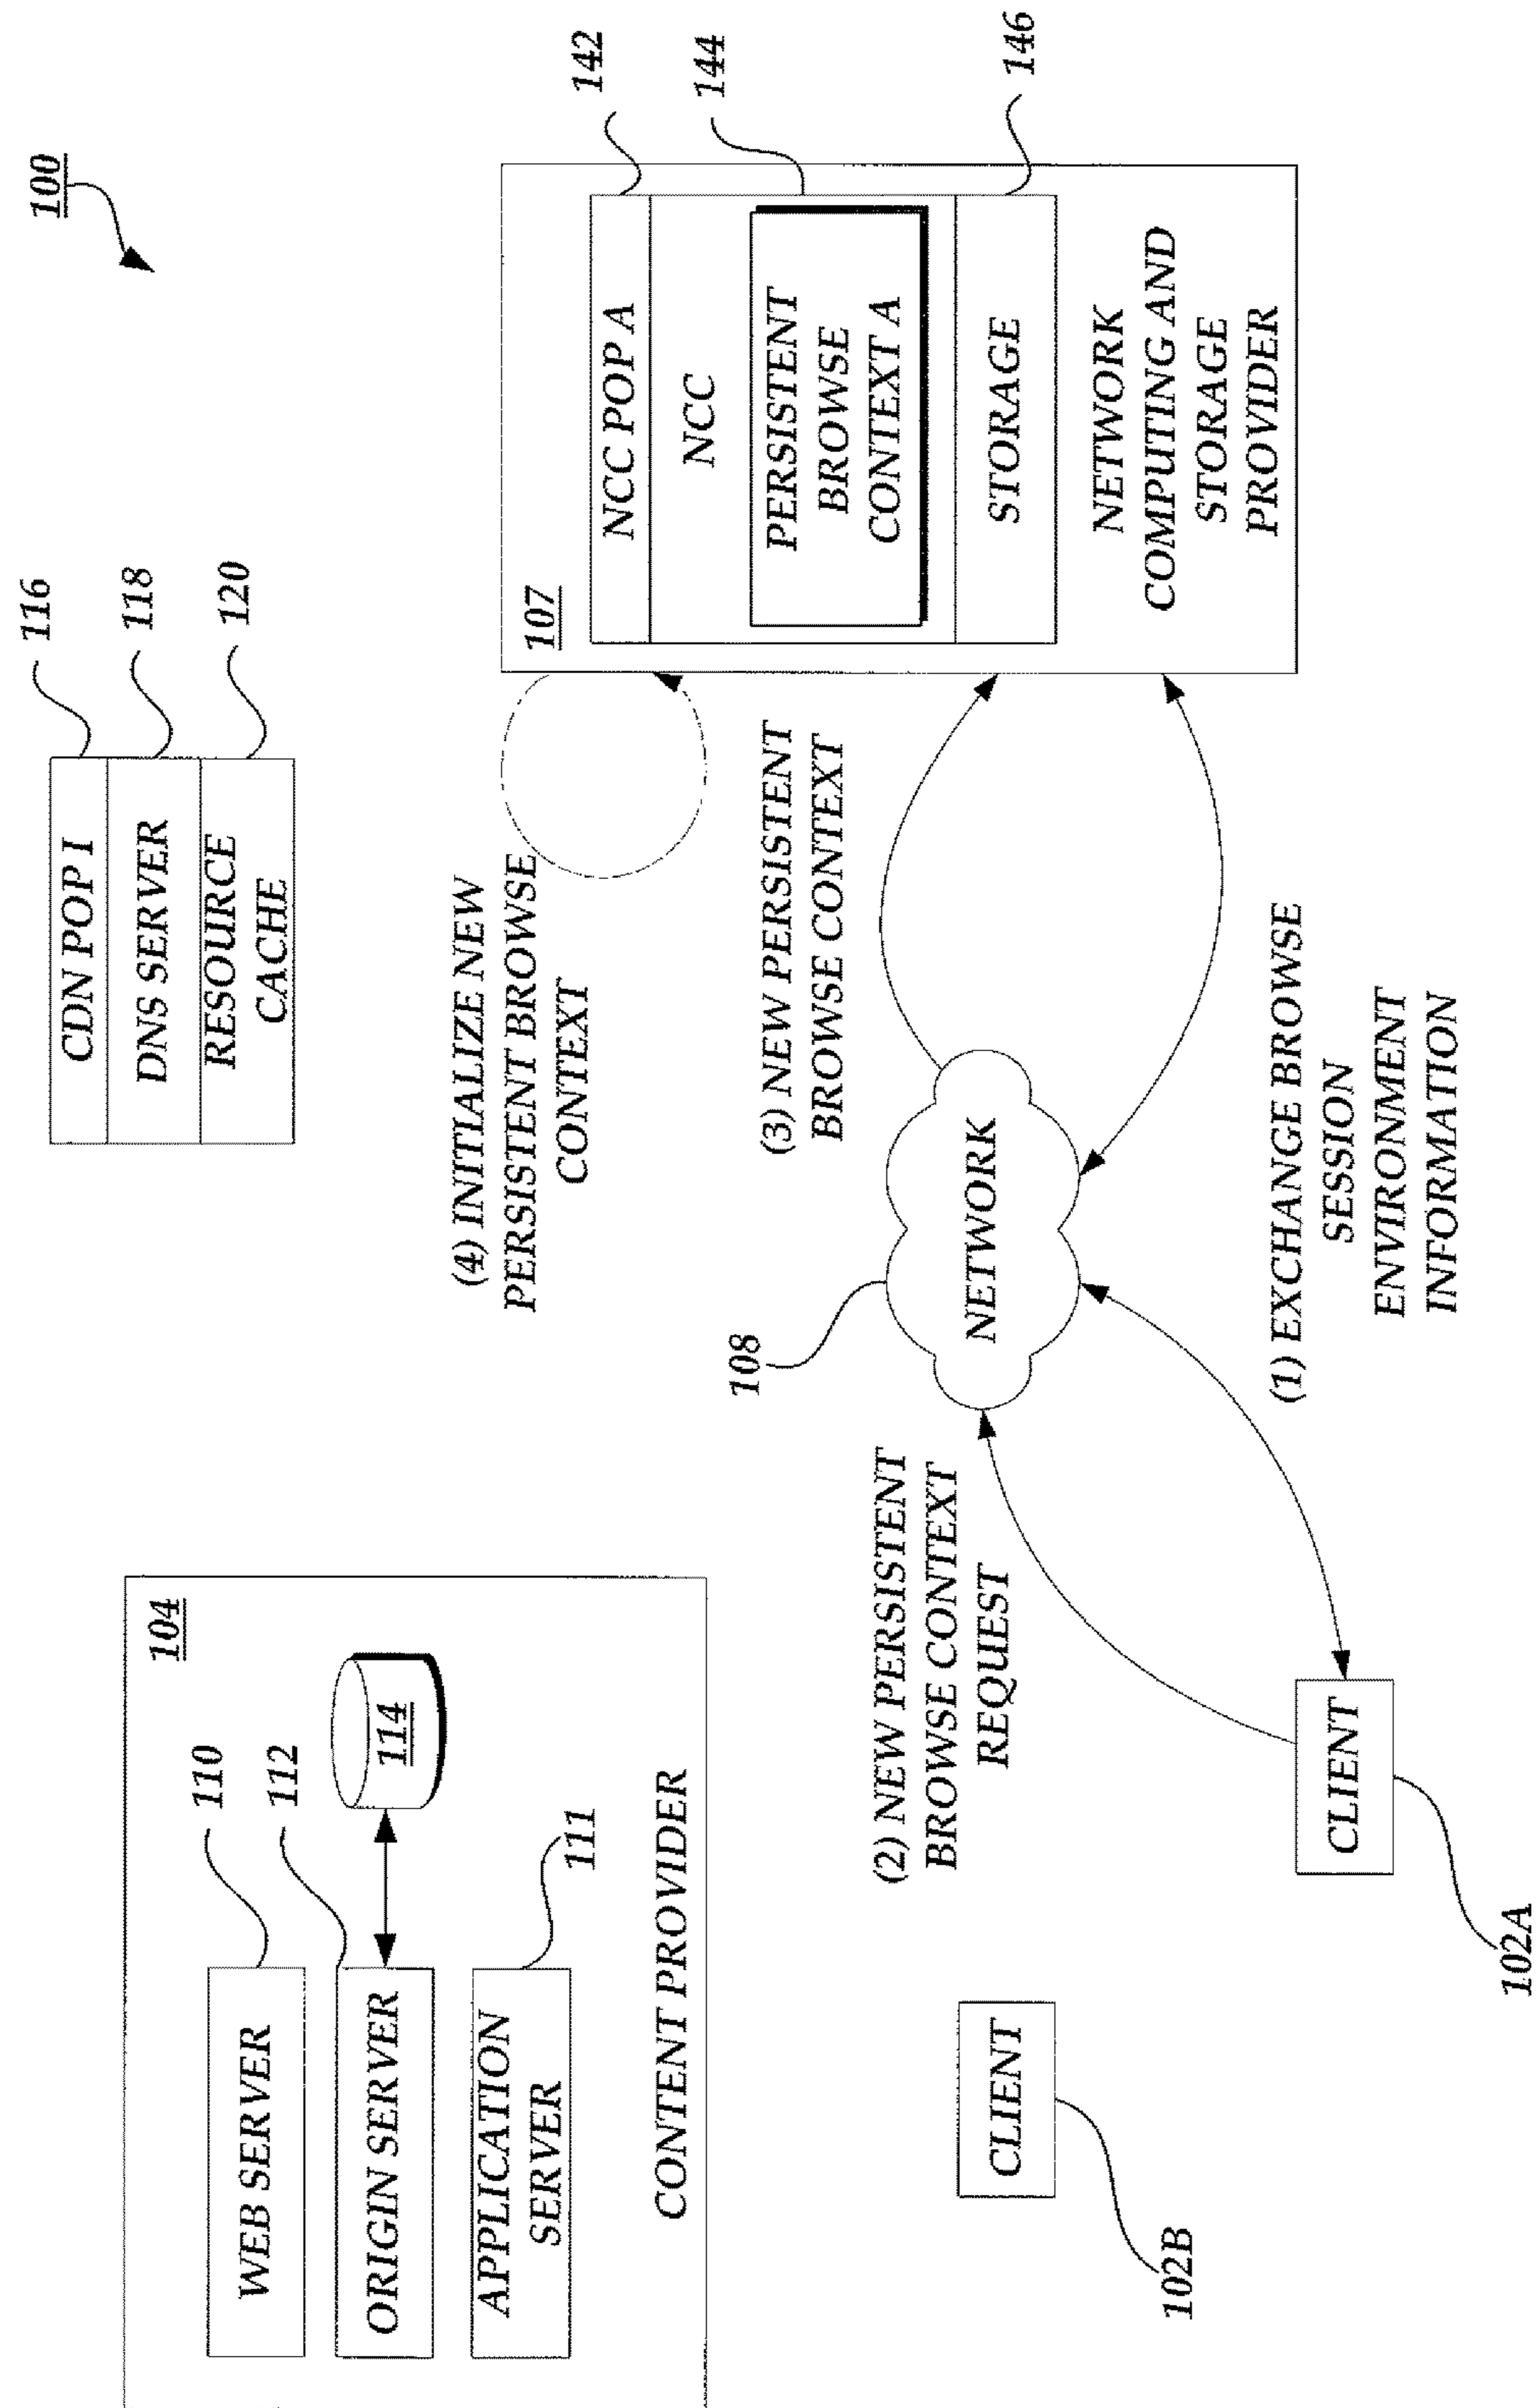 100
104
WEB SERVER
110
ORIGIN SERVER
112
114
APPLICATION
SERVER
111
CONTENT PROVIDER
CDN POP I
116
DNS SERVER
118
RESOURCE
CACHE
120
(4) INITIALIZE NEW
PERSISTENT BROWSE
CONTEXT
107
NCC POP A
142
NCC
144
PERSISTENT
BROWSE
CONTEXT A
STORAGE
146
NETWORK
COMPUTING AND
STORAGE
PROVIDER
(3) NEW PERSISTENT
BROWSE CONTEXT
108
NETWORK
(2) NEW PERSISTENT
BROWSE CONTEXT
REQUEST
(1) EXCHANGE BROWSE
SESSION
ENVIRONMENT
INFORMATION
CLIENT
102B
CLIENT
102A